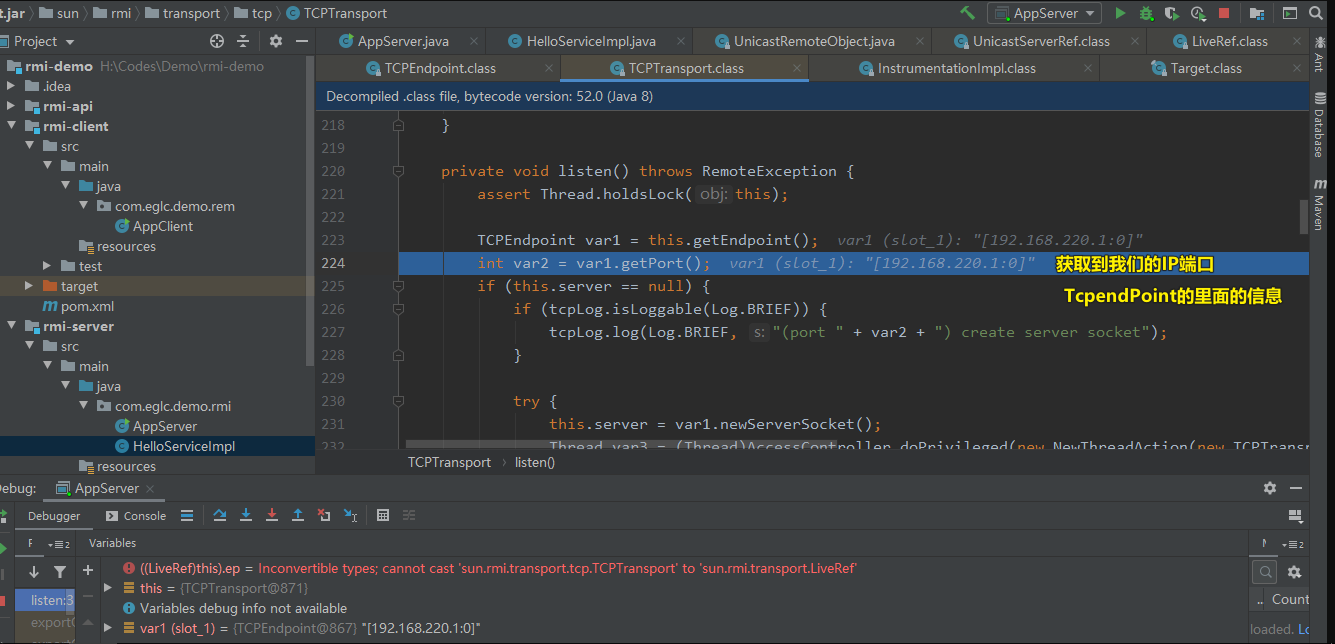 t.jar sun rmi transport tcp TCPTransport AppServer
Project AppServer.java HelloServiceImpl.java UnicastRemoteObject.java UnicastServerRef.class LiveRef.class
TCPEndpoint.class TCPTransport.class InstrumentationImpl.class Target.class
Decompiled .class file, bytecode version: 52.0 (Java 8)
rmi-demo H:\Codes\Demo\rmi-demo
.idea
rmi-api
rmi-client
src
main
java
com.eglc.demo.rem
AppClient
resources
test
target
pom.xml
rmi-server
src
main
java
com.eglc.demo.rmi
AppServer
HelloServiceImpl
resources
218 }
219
220 private void listen() throws RemoteException {
221 assert Thread.holdsLock( obj: this);
222
223 TCPEndpoint var1 = this.getEndpoint(); var1 (slot_1): "[192.168.220.1:0]"
224 int var2 = var1.getPort(); var1 (slot_1): "[192.168.220.1:0]" 获取到我们的IP端口
225 if (this.server == null) { TcpendPoint的里面的信息
226 if (tcpLog.isLoggable(Log.BRIEF)) {
227 tcpLog.log(Log.BRIEF, s: "(port " + var2 + ") create server socket");
228 }
229
230 try {
231 this.server = var1.newServerSocket();
232 Thread var3 = (Thread)AccessController.doPrivileged(new NewThreadAction(new TCPTrans
TCPTransport listen()
Ant
Database
m Maven
Debug: AppServer
Debugger Console
F 2 Variables 2
((LiveRef)this).ep = Inconvertible types; cannot cast 'sun.rmi.transport.tcp.TCPTransport' to 'sun.rmi.transport.LiveRef'
this = {TCPTransport@871}
Variables debug info not available
var1 (slot_1) = {TCPEndpoint@867} "[192.168.220.1:0]"
listen:3
export
.. Count
loaded. Lo